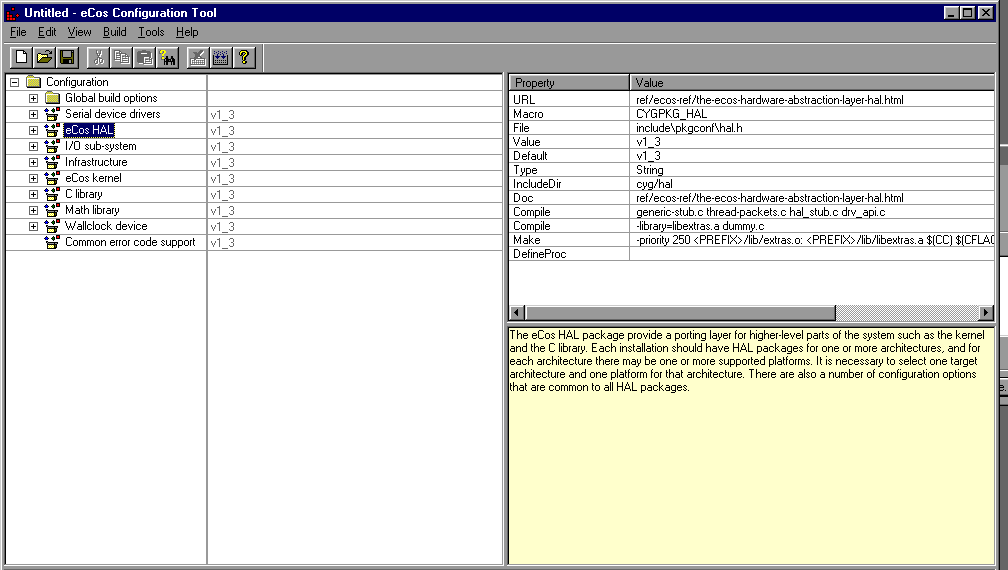 Untitled - eCos Configuration Tool
File Edit View Build Tools Help
Configuration
Global build options
Serial device drivers v1_3
eCos HAL v1_3
I/O sub-system v1_3
Infrastructure v1_3
eCos kernel v1_3
C library v1_3
Math library v1_3
Wallclock device v1_3
Common error code support v1_3
Property Value
URL ref/ecos-ref/the-ecos-hardware-abstraction-layer-hal.html
Macro CYGPKG_HAL
File include\pkgconf\hal.h
Value v1_3
Default v1_3
Type String
IncludeDir cyg/hal
Doc ref/ecos-ref/the-ecos-hardware-abstraction-layer-hal.html
Compile generic-stub.c thread-packets.c hal_stub.c drv_api.c
Compile -library=libextras.a dummy.c
Make -priority 250 <PREFIX>/lib/extras.o: <PREFIX>/lib/libextras.a $(CC) $(CFLAG
DefineProc
The eCos HAL package provide a porting layer for higher-level parts of the system such as the kernel
and the C library. Each installation should have HAL packages for one or more architectures, and for
each architecture there may be one or more supported platforms. It is necessary to select one target
architecture and one platform for that architecture. There are also a number of configuration options
that are common to all HAL packages.